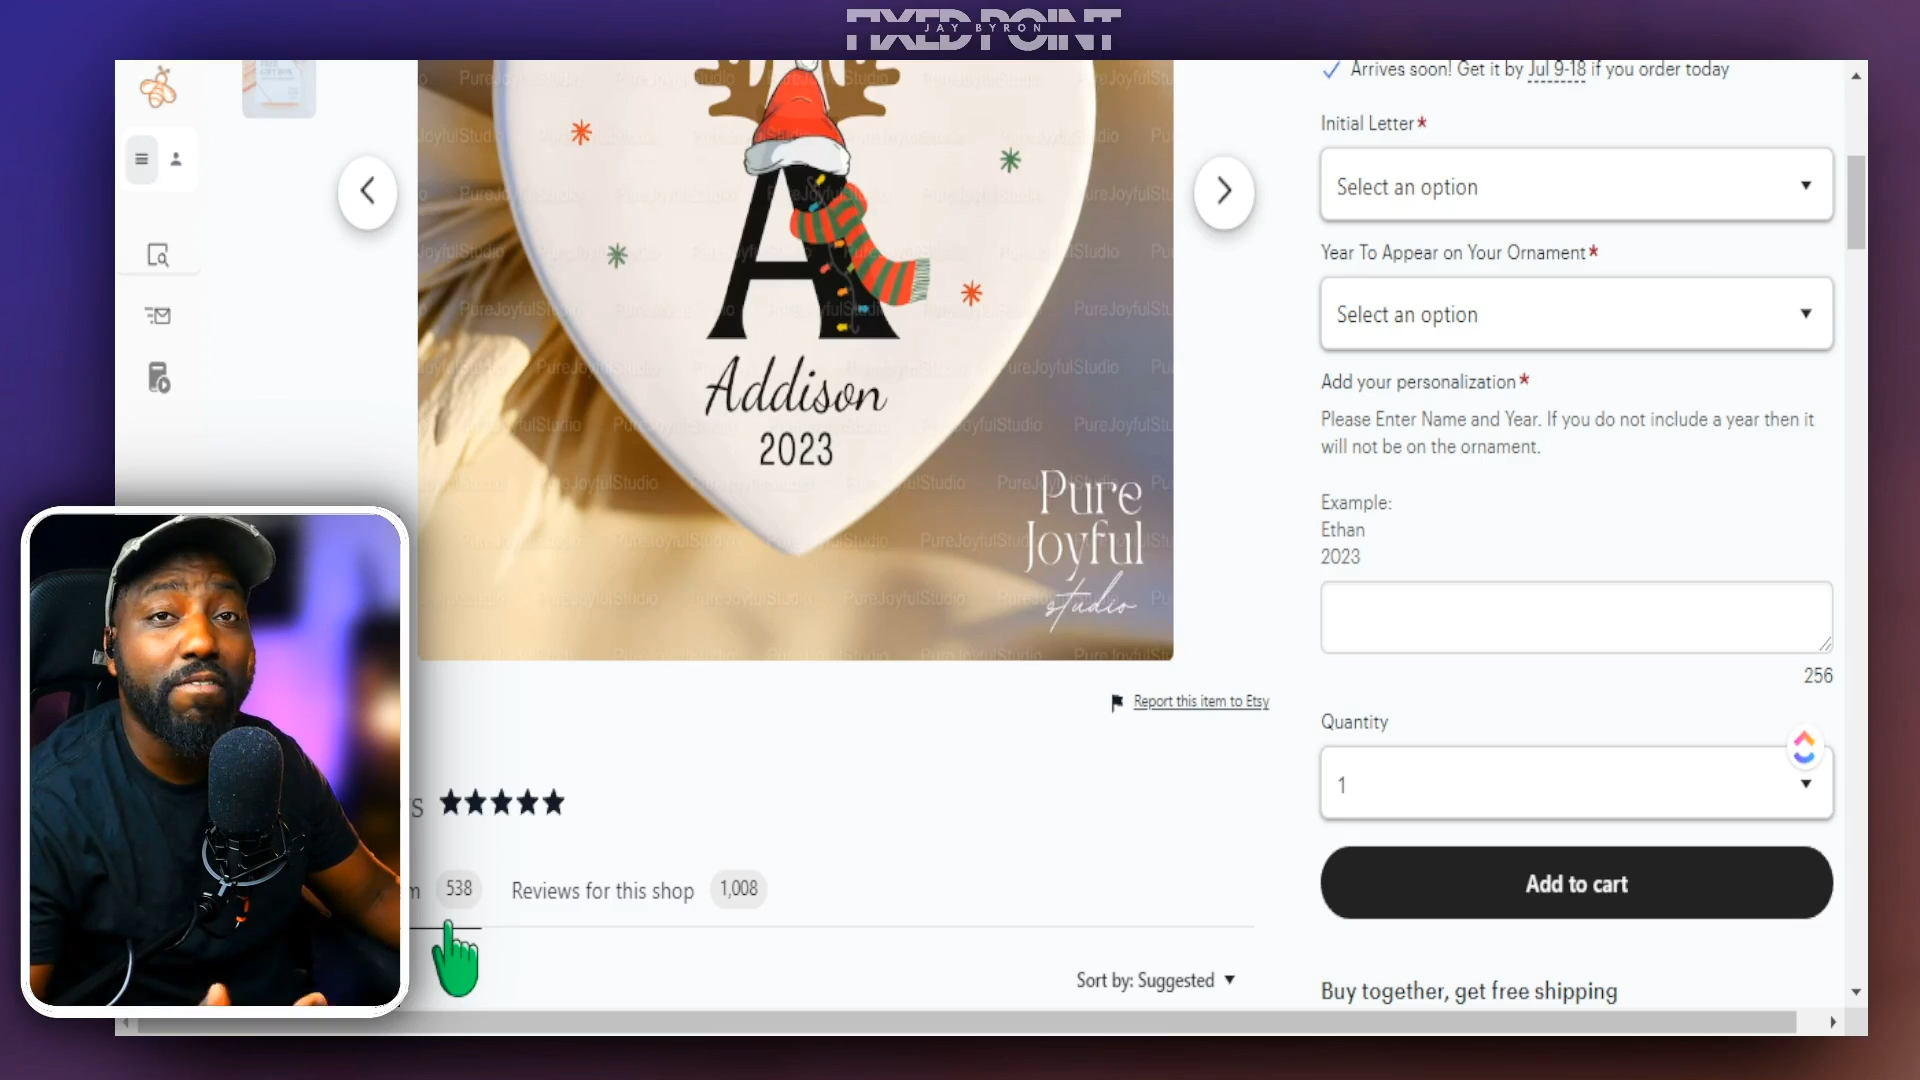 FIXED POINT
JAY BYRON
Arrives soon! Get it by Jul 9-18 if you order today
Initial Letter*
Select an option
Year To Appear on Your Ornament*
Select an option
Add your personalization*
Please Enter Name and Year. If you do not include a year then it
will not be on the ornament.
Example:
Ethan
2023
256
Quantity
1
Add to cart
Buy together, get free shipping
A
Addison
2023
PureJoyfulStudio
Pure
Joyful
studio
Report this item to Etsy
538
Reviews for this shop 1,008
Sort by: Suggested